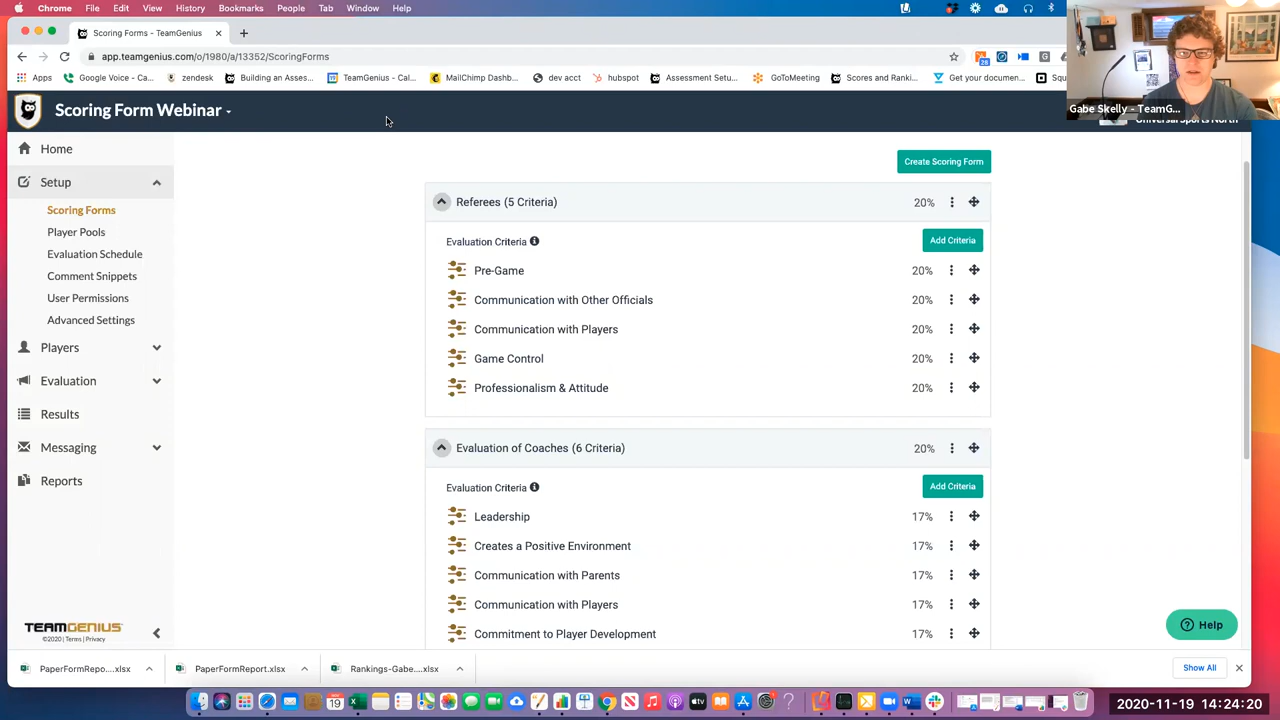 Chrome File Edit View History Bookmarks People Tab Window Help
Scoring Forms - TeamGenius
app.teamgenius.com/o/1980/a/13352/ScoringForms
28
Apps Google Voice - Ca... zendesk Building an Asses... TeamGenius - Cal... MailChimp Dashb... dev acct hubspot Assessment Setu... GoToMeeting Scores and Ranki... Get your documen...
Gabe Skelly - TeamG...
Scoring Form Webinar
Universal Sports North
Home
Create Scoring Form
Setup
Referees (5 Criteria) 20%
Scoring Forms
Player Pools
Evaluation Criteria Add Criteria
Evaluation Schedule
Pre-Game 20%
Comment Snippets
User Permissions
Communication with Other Officials 20%
Advanced Settings
Communication with Players 20%
Players
Game Control 20%
Evaluation
Professionalism & Attitude 20%
Results
Messaging
Evaluation of Coaches (6 Criteria) 20%
Reports
Evaluation Criteria Add Criteria
Leadership 17%
Creates a Positive Environment 17%
Communication with Parents 17%
Communication with Players 17%
Commitment to Player Development 17%
TEAMGENIUS
©2020 | Terms | Privacy
Help
PaperFormRepo....xlsx PaperFormReport.xlsx Rankings-Gabe....xlsx Show All
19
2020-11-19 14:24:20